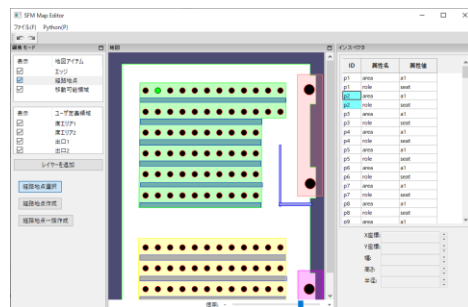 SFM Map Editor
ファイル(F) Python(P)
編集モード
表示 地図アイテム
エッジ
経路地点
移動可能領域
表示 ユーザ定義領域
席エリア1
席エリア2
出口1
出口2
レイヤーを追加
経路地点選択
経路地点作成
経路地点一括作成
地図
インスペクタ
ID 属性名 属性値
p1 area a1
p1 role seat
p2 area a1
p2 role seat
p3 area a1
p3 role seat
p4 area a1
p4 role seat
p5 area a1
p5 role seat
p6 area a1
p6 role seat
p7 area a1
p7 role seat
p8 area a1
p8 role seat
p9 area a1
X座標:
Y座標:
幅:
高さ:
半径: